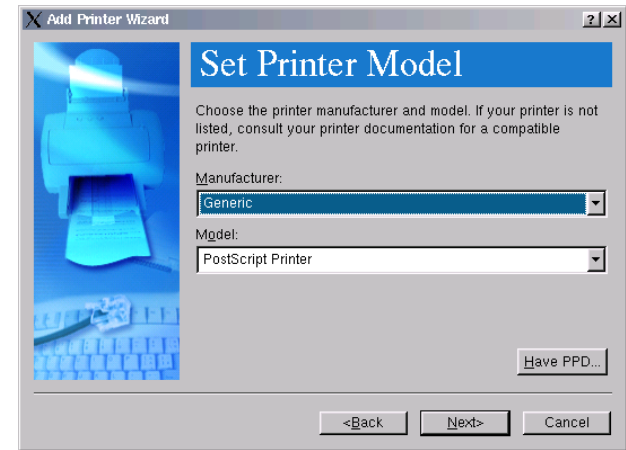 Add Printer Wizard
Set Printer Model
Choose the printer manufacturer and model. If your printer is not
listed, consult your printer documentation for a compatible
printer.
Manufacturer:
Generic
Model:
PostScript Printer
Have PPD...
<Back
Next>
Cancel